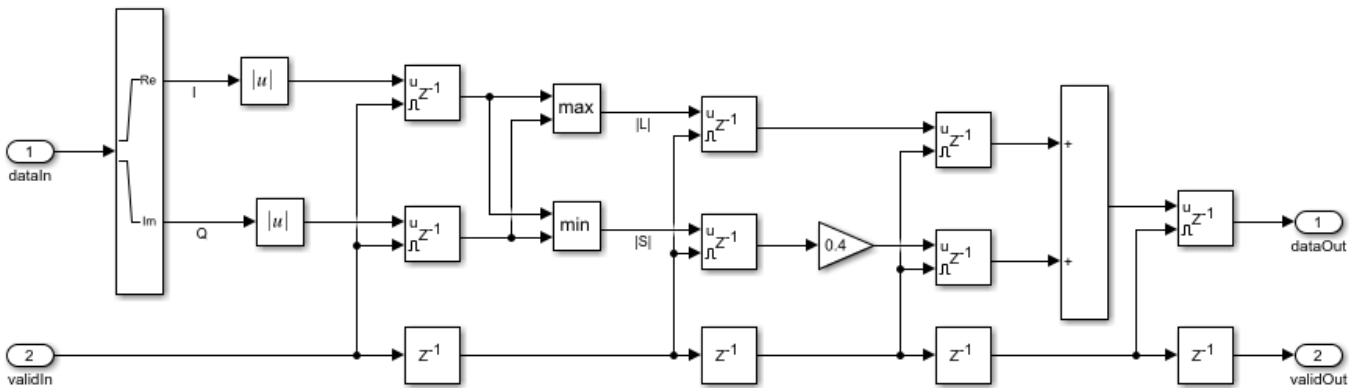 Re
I
|u|
u
Z⁻¹
max
|L|
u
Z⁻¹
u
Z⁻¹
+
1
dataIn
Im
Q
|u|
u
Z⁻¹
min
|S|
u
Z⁻¹
0.4
u
Z⁻¹
+
u
Z⁻¹
1
dataOut
2
validIn
Z⁻¹
Z⁻¹
Z⁻¹
Z⁻¹
2
validOut